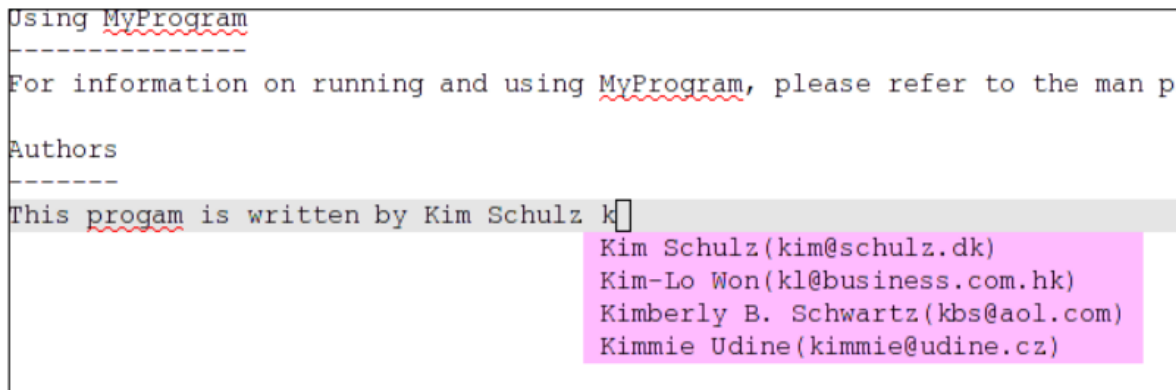 Using MyProgram
---------------
For information on running and using MyProgram, please refer to the man p
Authors
-------
This progam is written by Kim Schulz k
Kim Schulz(kim@schulz.dk)
Kim-Lo Won(kl@business.com.hk)
Kimberly B. Schwartz(kbs@aol.com)
Kimmie Udine(kimmie@udine.cz)